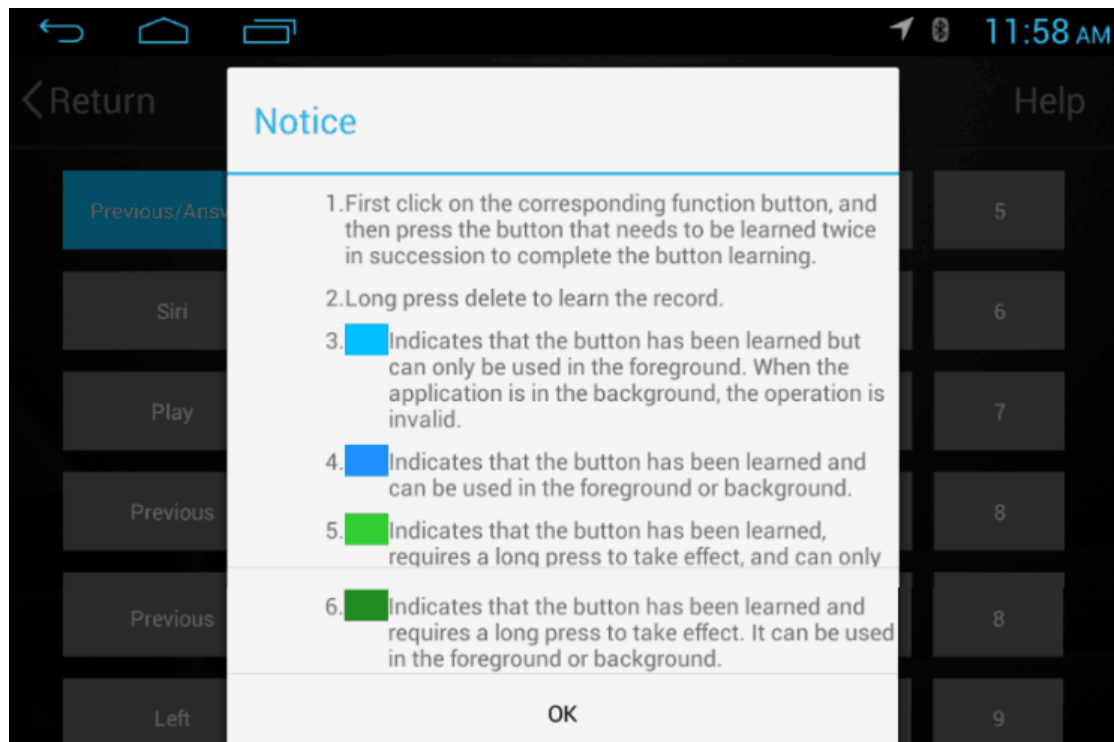 11:58 AM
Return
Help
Notice
1.First click on the corresponding function button, and
then press the button that needs to be learned twice
in succession to complete the button learning.
2.Long press delete to learn the record.
3. Indicates that the button has been learned but
can only be used in the foreground. When the
application is in the background, the operation is
invalid.
4. Indicates that the button has been learned and
can be used in the foreground or background.
5. Indicates that the button has been learned,
requires a long press to take effect, and can only
6. Indicates that the button has been learned and
requires a long press to take effect. It can be used
in the foreground or background.
OK
Previous/Answ
Siri
Play
Previous
Previous
Left
5
6
7
8
8
9